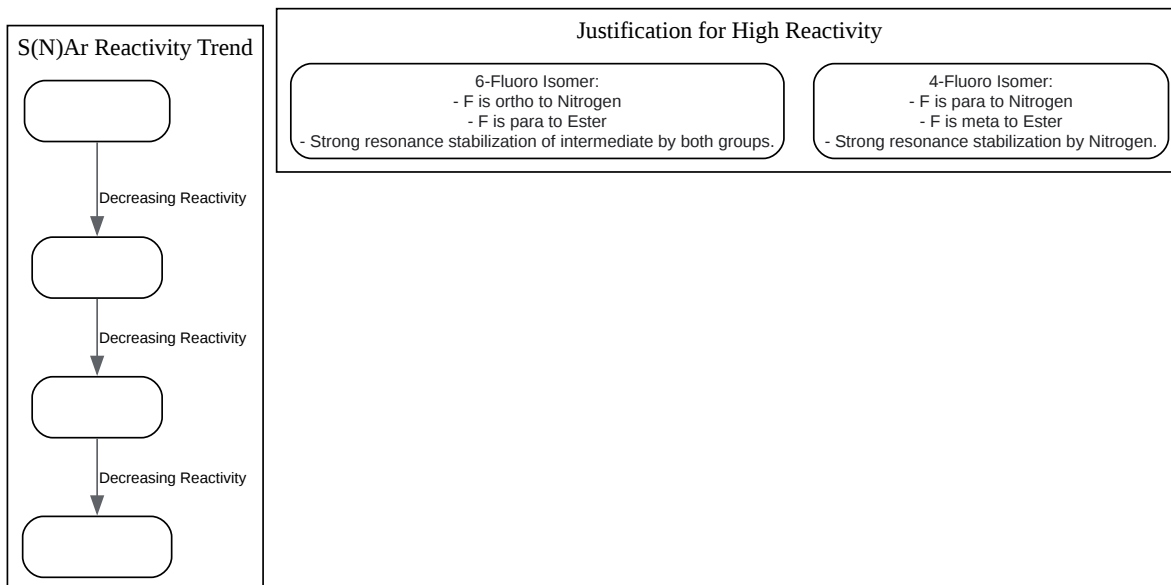 S(N)Ar Reactivity Trend
Decreasing Reactivity
Decreasing Reactivity
Decreasing Reactivity
Justification for High Reactivity
6-Fluoro Isomer:
- F is ortho to Nitrogen
- F is para to Ester
- Strong resonance stabilization of intermediate by both groups.
4-Fluoro Isomer:
- F is para to Nitrogen
- F is meta to Ester
- Strong resonance stabilization by Nitrogen.